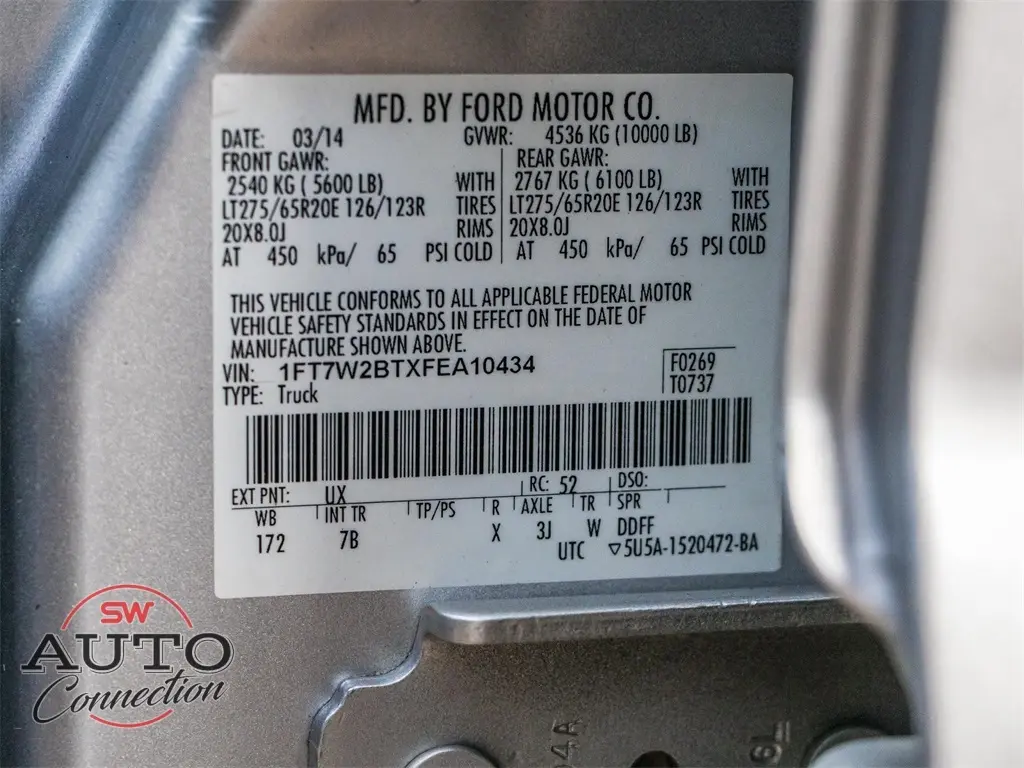 MFD. BY FORD MOTOR CO.
DATE: 03/14 GVWR: 4536 KG (10000 LB)
FRONT GAWR: REAR GAWR:
2540 KG ( 5600 LB) WITH 2767 KG ( 6100 LB) WITH
LT275/65R20E 126/123R TIRES LT275/65R20E 126/123R TIRES
20X8.0J RIMS 20X8.0J RIMS
AT 450 kPa/ 65 PSI COLD AT 450 kPa/ 65 PSI COLD
THIS VEHICLE CONFORMS TO ALL APPLICABLE FEDERAL MOTOR
VEHICLE SAFETY STANDARDS IN EFFECT ON THE DATE OF
MANUFACTURE SHOWN ABOVE.
VIN: 1FT7W2BTXFEA10434 F0269
TYPE: Truck T0737
EXT PNT: UX RC: 52 DSO:
WB INT TR TP/PS R AXLE TR SPR
172 7B X 3J W DDFF
UTC ▽5U5A-1520472-BA
SW
AUTO
Connection